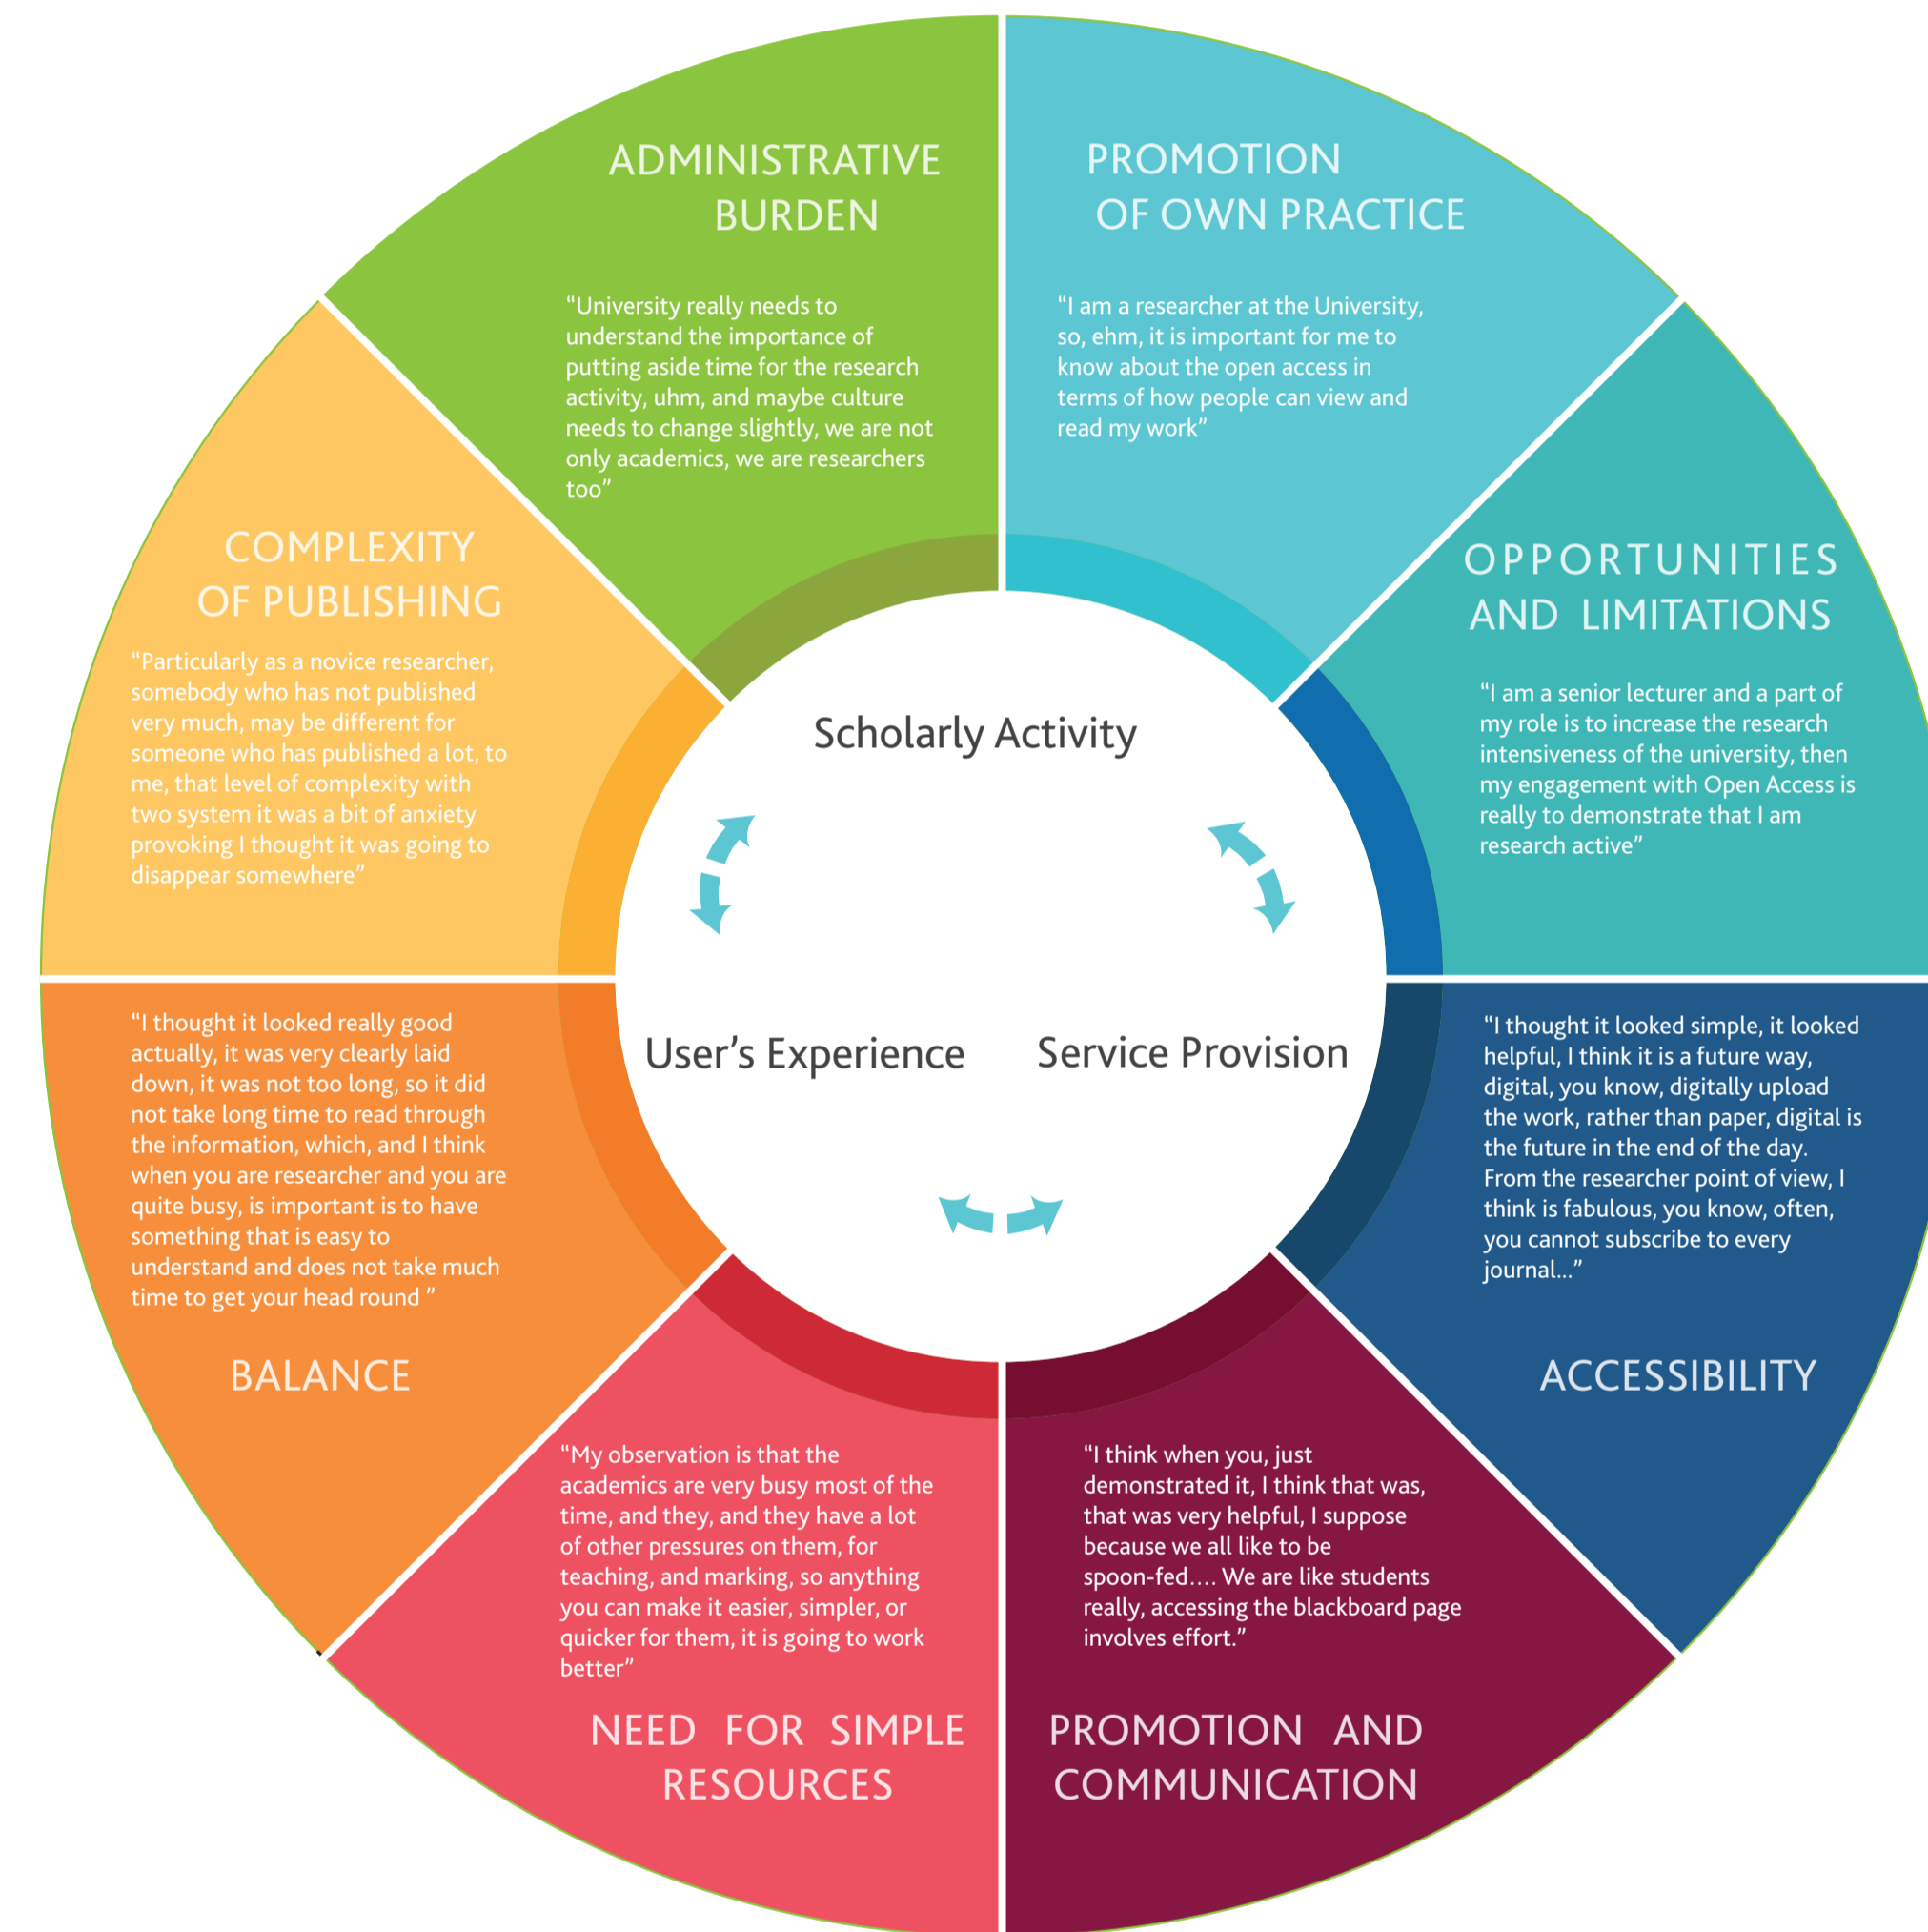 ADMINISTRATIVE
BURDEN
“University really needs to
understand the importance of
putting aside time for the research
activity, uhm, and maybe culture
needs to change slightly, we are not
only academics, we are researchers
too”
PROMOTION
OF OWN PRACTICE
“I am a researcher at the University,
so, ehm, it is important for me to
know about the open access in
terms of how people can view and
read my work”
OPPORTUNITIES
AND LIMITATIONS
“I am a senior lecturer and a part of
my role is to increase the research
intensiveness of the university, then
my engagement with Open Access is
really to demonstrate that I am
research active”
“I thought it looked simple, it looked
helpful, I think it is a future way,
digital, you know, digitally upload
the work, rather than paper, digital is
the future in the end of the day.
From the researcher point of view, I
think is fabulous, you know, often,
you cannot subscribe to every
journal...”
ACCESSIBILITY
“I think when you, just
demonstrated it, I think that was,
that was very helpful, I suppose
because we all like to be
spoon-fed.... We are like students
really, accessing the blackboard page
involves effort.”
PROMOTION AND
COMMUNICATION
“My observation is that the
academics are very busy most of the
time, and they, and they have a lot
of other pressures on them, for
teaching, and marking, so anything
you can make it easier, simpler, or
quicker for them, it is going to work
better”
NEED FOR SIMPLE
RESOURCES
“I thought it looked really good
actually, it was very clearly laid
down, it was not too long, so it did
not take long time to read through
the information, which, and I think
when you are researcher and you are
quite busy, is important is to have
something that is easy to
understand and does not take much
time to get your head round ”
BALANCE
COMPLEXITY
OF PUBLISHING
“Particularly as a novice researcher,
somebody who has not published
very much, may be different for
someone who has published a lot, to
me, that level of complexity with
two system it was a bit of anxiety
provoking I thought it was going to
disappear somewhere”
Scholarly Activity
User’s Experience
Service Provision